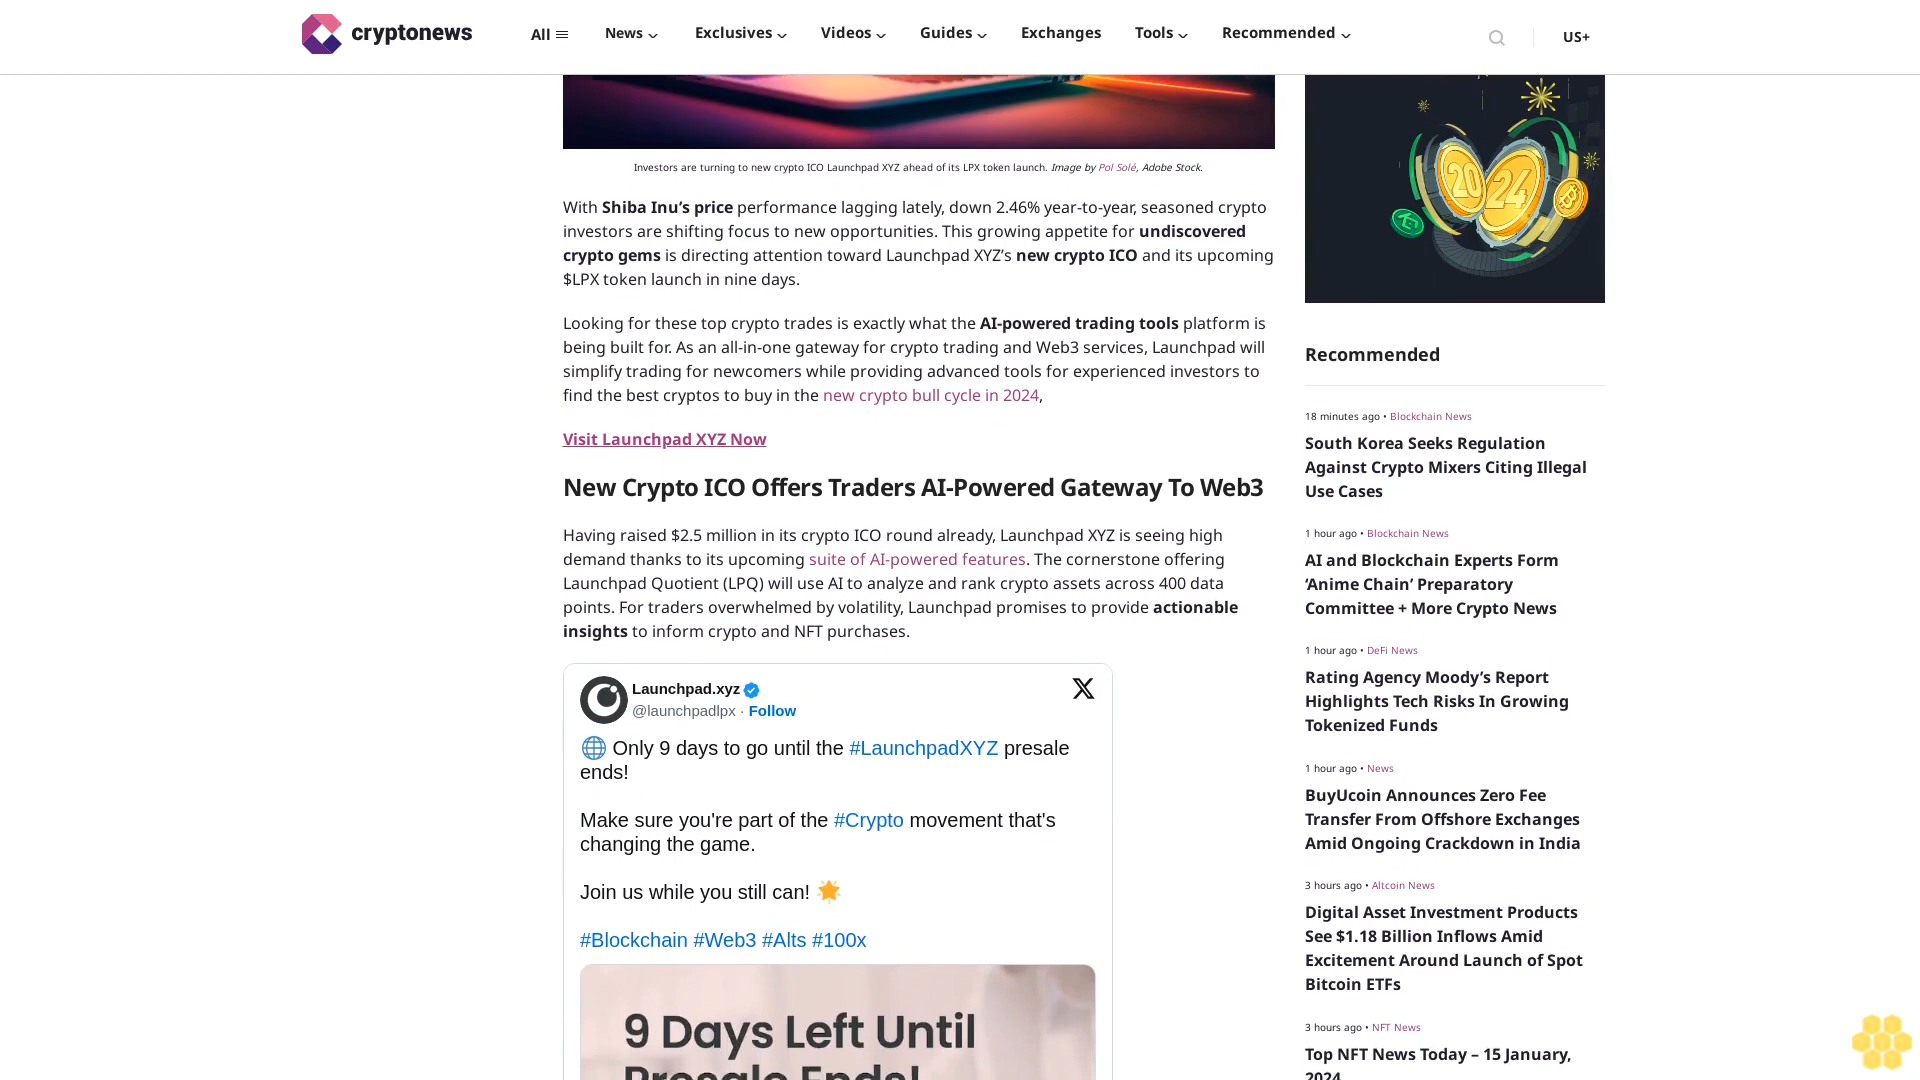 cryptonews
All
News
Exclusives
Videos
Guides
Exchanges
Tools
Recommended
US+
Investors are turning to new crypto ICO Launchpad XYZ ahead of its LPX token launch. Image by Pol Solé, Adobe Stock.
With Shiba Inu’s price performance lagging lately, down 2.46% year-to-year, seasoned crypto
investors are shifting focus to new opportunities. This growing appetite for undiscovered
crypto gems is directing attention toward Launchpad XYZ’s new crypto ICO and its upcoming
$LPX token launch in nine days.
Looking for these top crypto trades is exactly what the AI-powered trading tools platform is
being built for. As an all-in-one gateway for crypto trading and Web3 services, Launchpad will
simplify trading for newcomers while providing advanced tools for experienced investors to
find the best cryptos to buy in the new crypto bull cycle in 2024,
Visit Launchpad XYZ Now
New Crypto ICO Offers Traders AI-Powered Gateway To Web3
Having raised $2.5 million in its crypto ICO round already, Launchpad XYZ is seeing high
demand thanks to its upcoming suite of AI-powered features. The cornerstone offering
Launchpad Quotient (LPQ) will use AI to analyze and rank crypto assets across 400 data
points. For traders overwhelmed by volatility, Launchpad promises to provide actionable
insights to inform crypto and NFT purchases.
Launchpad.xyz
@launchpadlpx · Follow
🌐 Only 9 days to go until the #LaunchpadXYZ presale
ends!
Make sure you're part of the #Crypto movement that's
changing the game.
Join us while you still can! 🌟
#Blockchain #Web3 #Alts #100x
9 Days Left Until
Presale Ends!
20
24
Recommended
18 minutes ago • Blockchain News
South Korea Seeks Regulation
Against Crypto Mixers Citing Illegal
Use Cases
1 hour ago • Blockchain News
AI and Blockchain Experts Form
‘Anime Chain’ Preparatory
Committee + More Crypto News
1 hour ago • DeFi News
Rating Agency Moody’s Report
Highlights Tech Risks In Growing
Tokenized Funds
1 hour ago • News
BuyUcoin Announces Zero Fee
Transfer From Offshore Exchanges
Amid Ongoing Crackdown in India
3 hours ago • Altcoin News
Digital Asset Investment Products
See $1.18 Billion Inflows Amid
Excitement Around Launch of Spot
Bitcoin ETFs
3 hours ago • NFT News
Top NFT News Today – 15 January,
2024